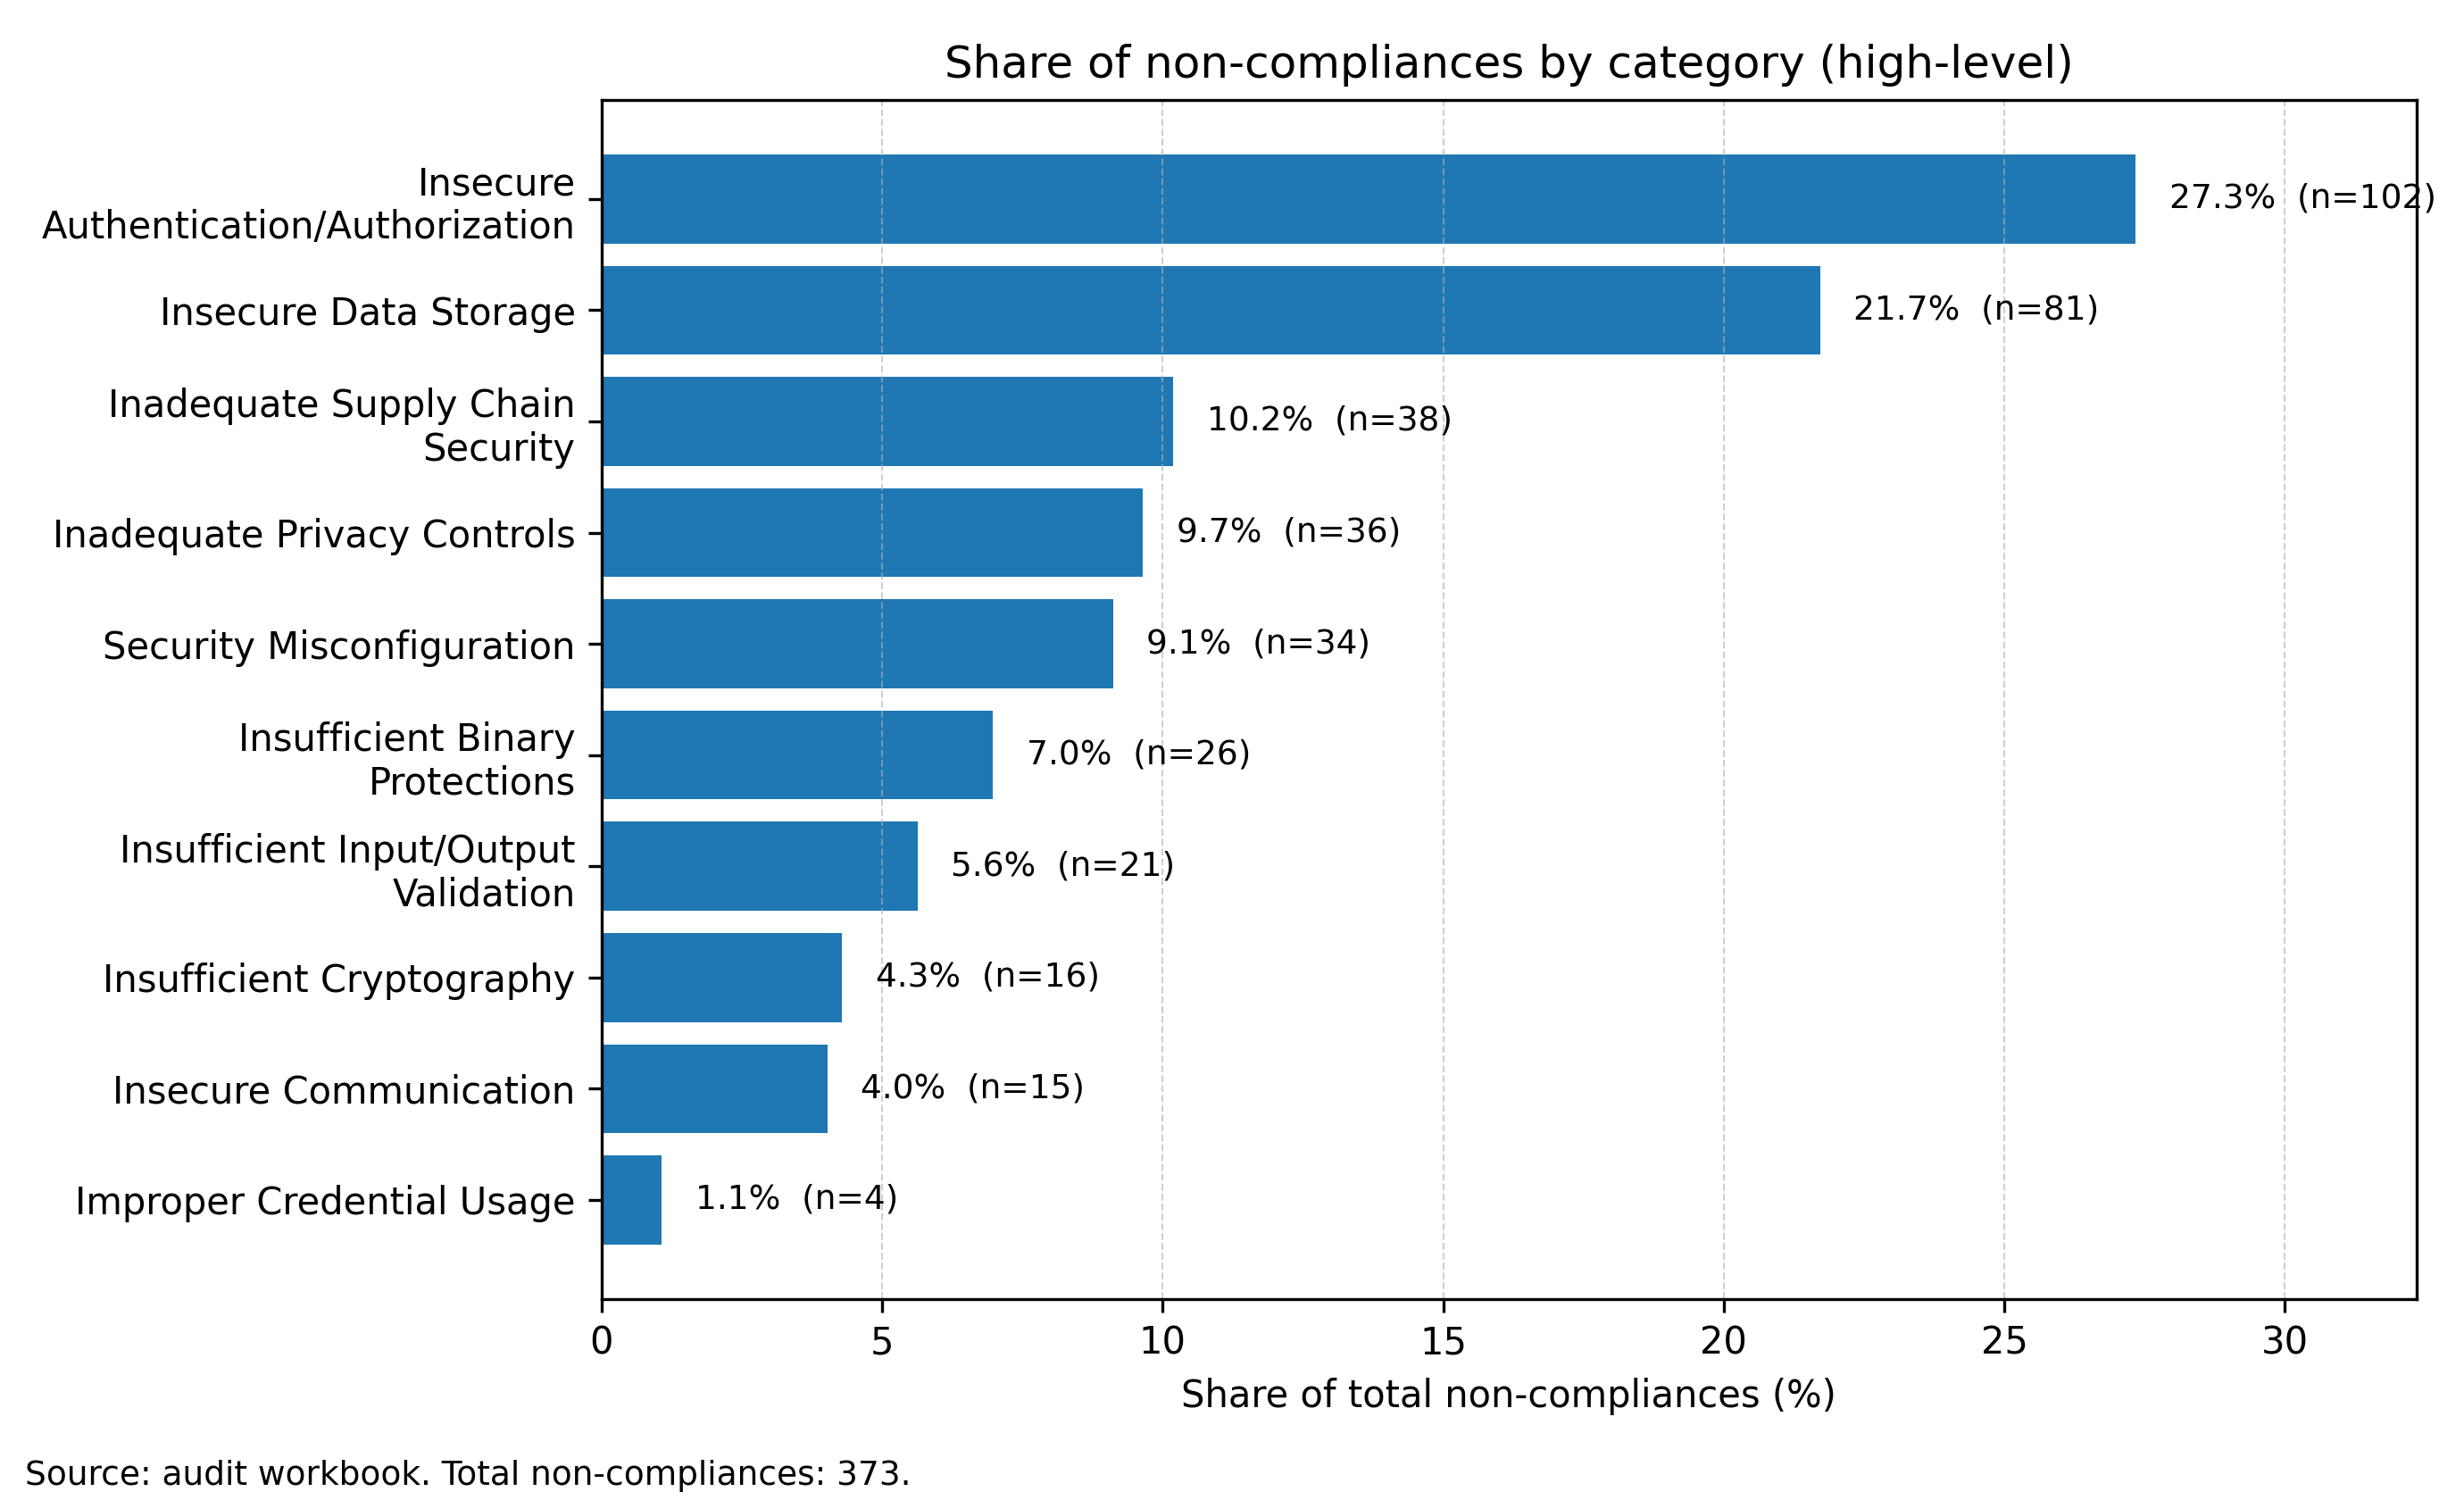 Share of non-compliances by category (high-level)
Insecure
Authentication/Authorization
27.3%  (n=102)
Insecure Data Storage
21.7%  (n=81)
Inadequate Supply Chain
Security
10.2%  (n=38)
Inadequate Privacy Controls
9.7%  (n=36)
Security Misconfiguration
9.1%  (n=34)
Insufficient Binary
Protections
7.0%  (n=26)
Insufficient Input/Output
Validation
5.6%  (n=21)
Insufficient Cryptography
4.3%  (n=16)
Insecure Communication
4.0%  (n=15)
Improper Credential Usage
1.1%  (n=4)
0 5 10 15 20 25 30
Share of total non-compliances (%)
Source: audit workbook. Total non-compliances: 373.